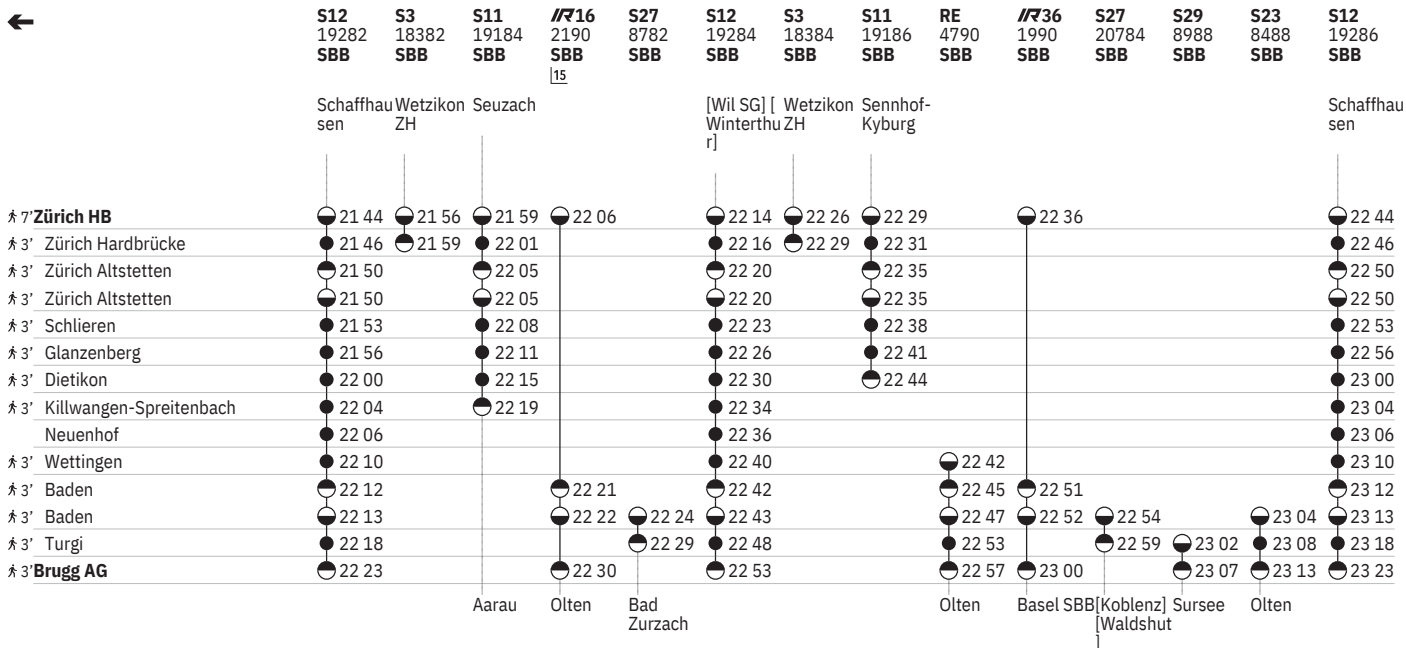 S12 S3 S11 IR16 S27 S12 S3 S11 RE IR36 S27 S29 S23 S12
19282 18382 19184 2190 8782 19284 18384 19186 4790 1990 20784 8988 8488 19286
SBB SBB SBB SBB SBB SBB SBB SBB SBB SBB SBB SBB SBB SBB
15
Schaffhau Wetzikon Seuzach [Wil SG] [ Wetzikon Sennhof- Schaffhau
sen ZH Winterthu ZH Kyburg sen
r]
7' Zürich HB 21 44 21 56 21 59 22 06 22 14 22 26 22 29 22 36 22 44
3' Zürich Hardbrücke 21 46 21 59 22 01 22 16 22 29 22 31 22 46
3' Zürich Altstetten 21 50 22 05 22 20 22 35 22 50
3' Zürich Altstetten 21 50 22 05 22 20 22 35 22 50
3' Schlieren 21 53 22 08 22 23 22 38 22 53
3' Glanzenberg 21 56 22 11 22 26 22 41 22 56
3' Dietikon 22 00 22 15 22 30 22 44 23 00
3' Killwangen-Spreitenbach 22 04 22 19 22 34 23 04
Neuenhof 22 06 22 36 23 06
3' Wettingen 22 10 22 40 22 42 23 10
3' Baden 22 12 22 21 22 42 22 45 22 51 23 12
3' Baden 22 13 22 22 22 24 22 43 22 47 22 52 22 54 23 04 23 13
3' Turgi 22 18 22 29 22 48 22 53 22 59 23 02 23 08 23 18
3' Brugg AG 22 23 22 30 22 53 22 57 23 00 23 07 23 13 23 23
Aarau Olten Bad Olten Basel SBB [Koblenz] Sursee Olten
Zurzach [Waldshut
]